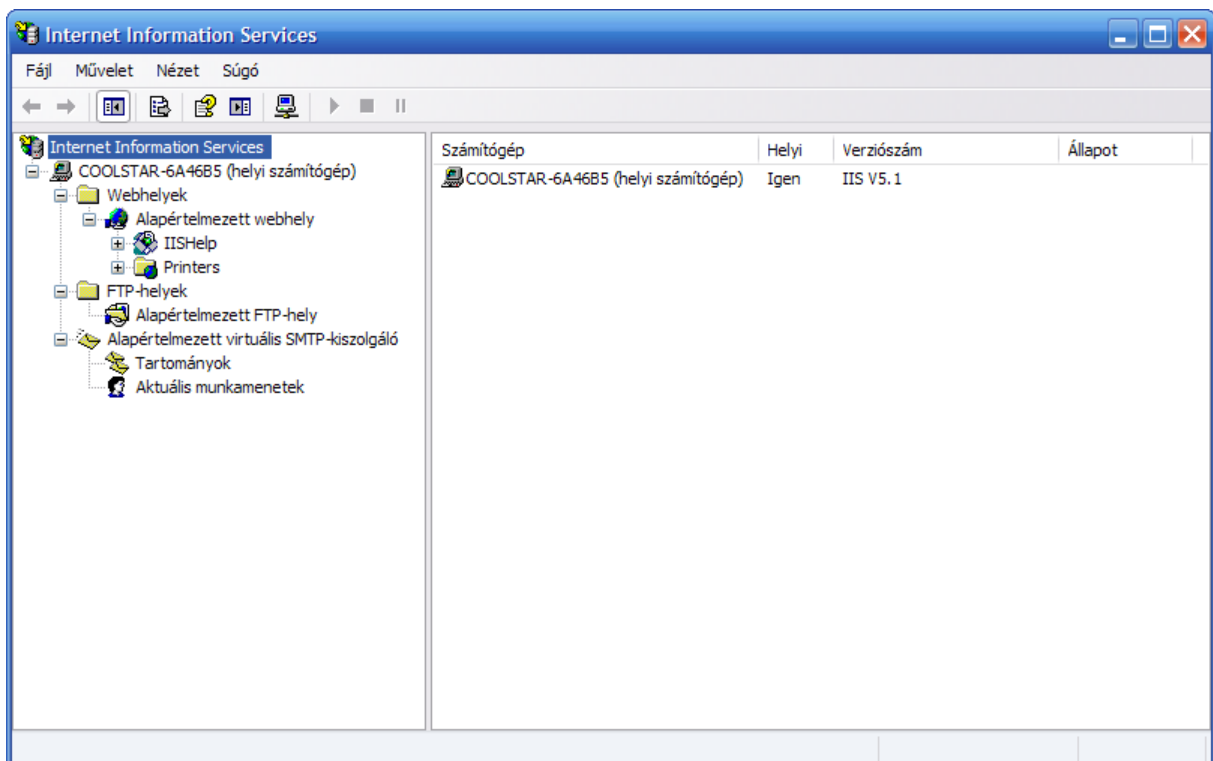 Internet Information Services
FájlMűvelet Nézet Súgó
Internet Information Services
COOLSTAR-6A46B5 (helyi számítógép)
Webhelyek
Alapértelmezett webhely
IISHelp
Printers
FTP-helyek
Alapértelmezett FTP-hely
Alapértelmezett virtuális SMTP-kiszolgáló
Tartományok
Aktuális munkamenetek
Számítógép Helyi Verziószám Állapot
COOLSTAR-6A46B5 (helyi számítógép) Igen IIS V5.1